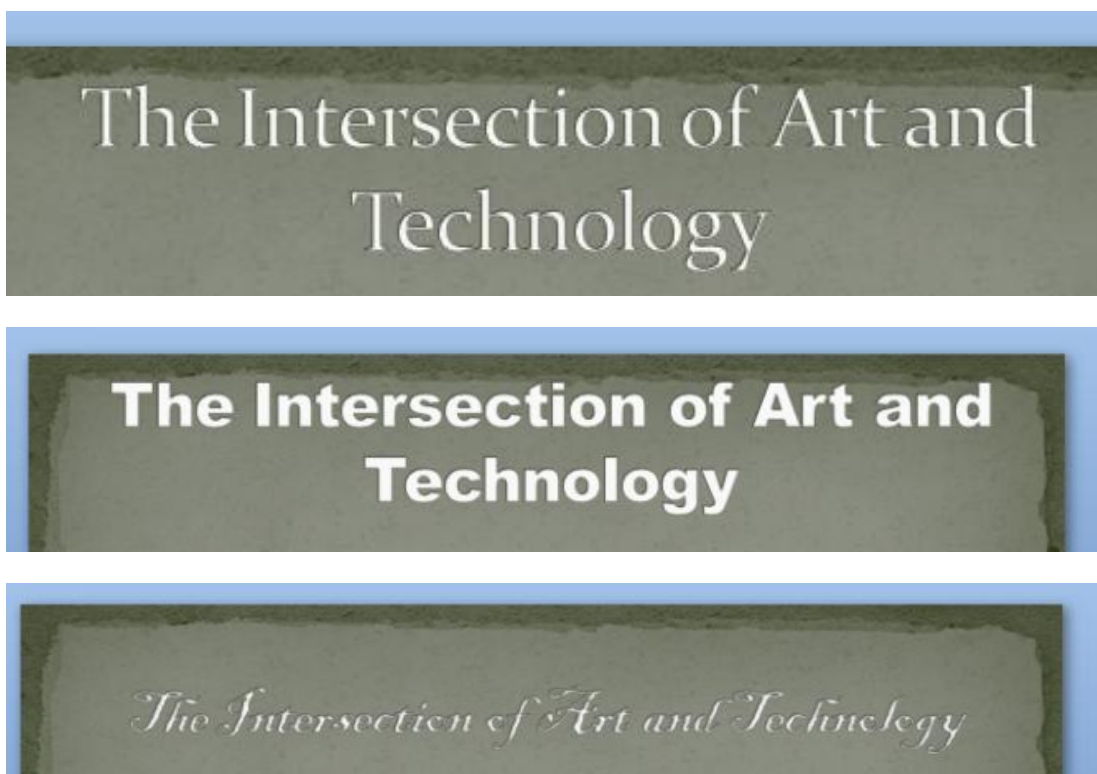 The Intersection of Art and
Technology
The Intersection of Art and
Technology
The Intersection of Art and Technology